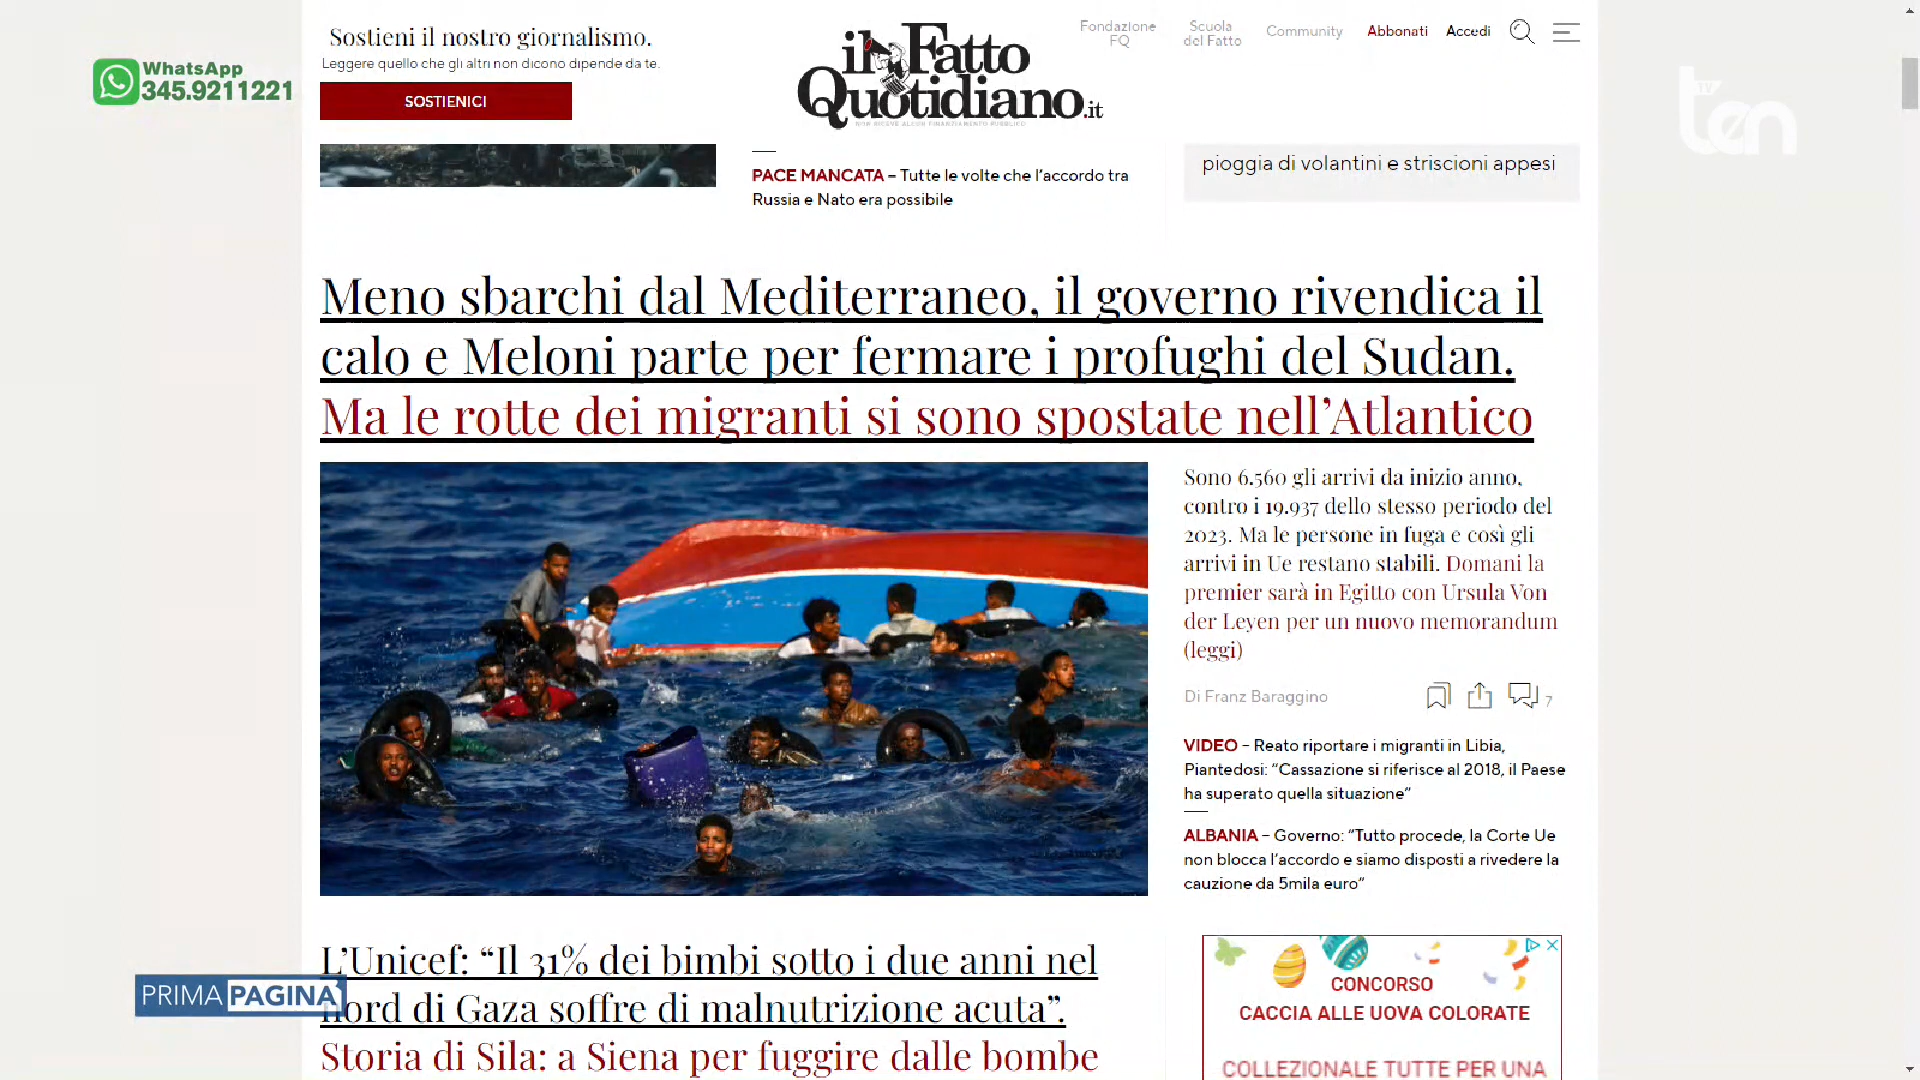 Sostieni il nostro giornalismo.
Leggere quello che gli altri non dicono dipende da te.
SOSTIENICI
WhatsApp
345.9211221
il Fatto
Quotidiano.it
Fondazione
FQ
Scuola
del Fatto
Community
Abbonati
Accedi
TV
ten
PACE MANCATA – Tutte le volte che l’accordo tra
Russia e Nato era possibile
pioggia di volantini e striscioni appesi
Meno sbarchi dal Mediterraneo, il governo rivendica il
calo e Meloni parte per fermare i profughi del Sudan.
Ma le rotte dei migranti si sono spostate nell’Atlantico
Sono 6.560 gli arrivi da inizio anno,
contro i 19.937 dello stesso periodo del
2023. Ma le persone in fuga e così gli
arrivi in Ue restano stabili. Domani la
premier sarà in Egitto con Ursula Von
der Leyen per un nuovo memorandum
(leggi)
Di Franz Baraggino
7
VIDEO – Reato riportare i migranti in Libia,
Piantedosi: “Cassazione si riferisce al 2018, il Paese
ha superato quella situazione”
ALBANIA – Governo: “Tutto procede, la Corte Ue
non blocca l’accordo e siamo disposti a rivedere la
cauzione da 5mila euro”
L’Unicef: “Il 31% dei bimbi sotto i due anni nel
nord di Gaza soffre di malnutrizione acuta”.
Storia di Sila: a Siena per fuggire dalle bombe
PRIMA PAGINA
CONCORSO
CACCIA ALLE UOVA COLORATE
COLLEZIONALE TUTTE PER UNA